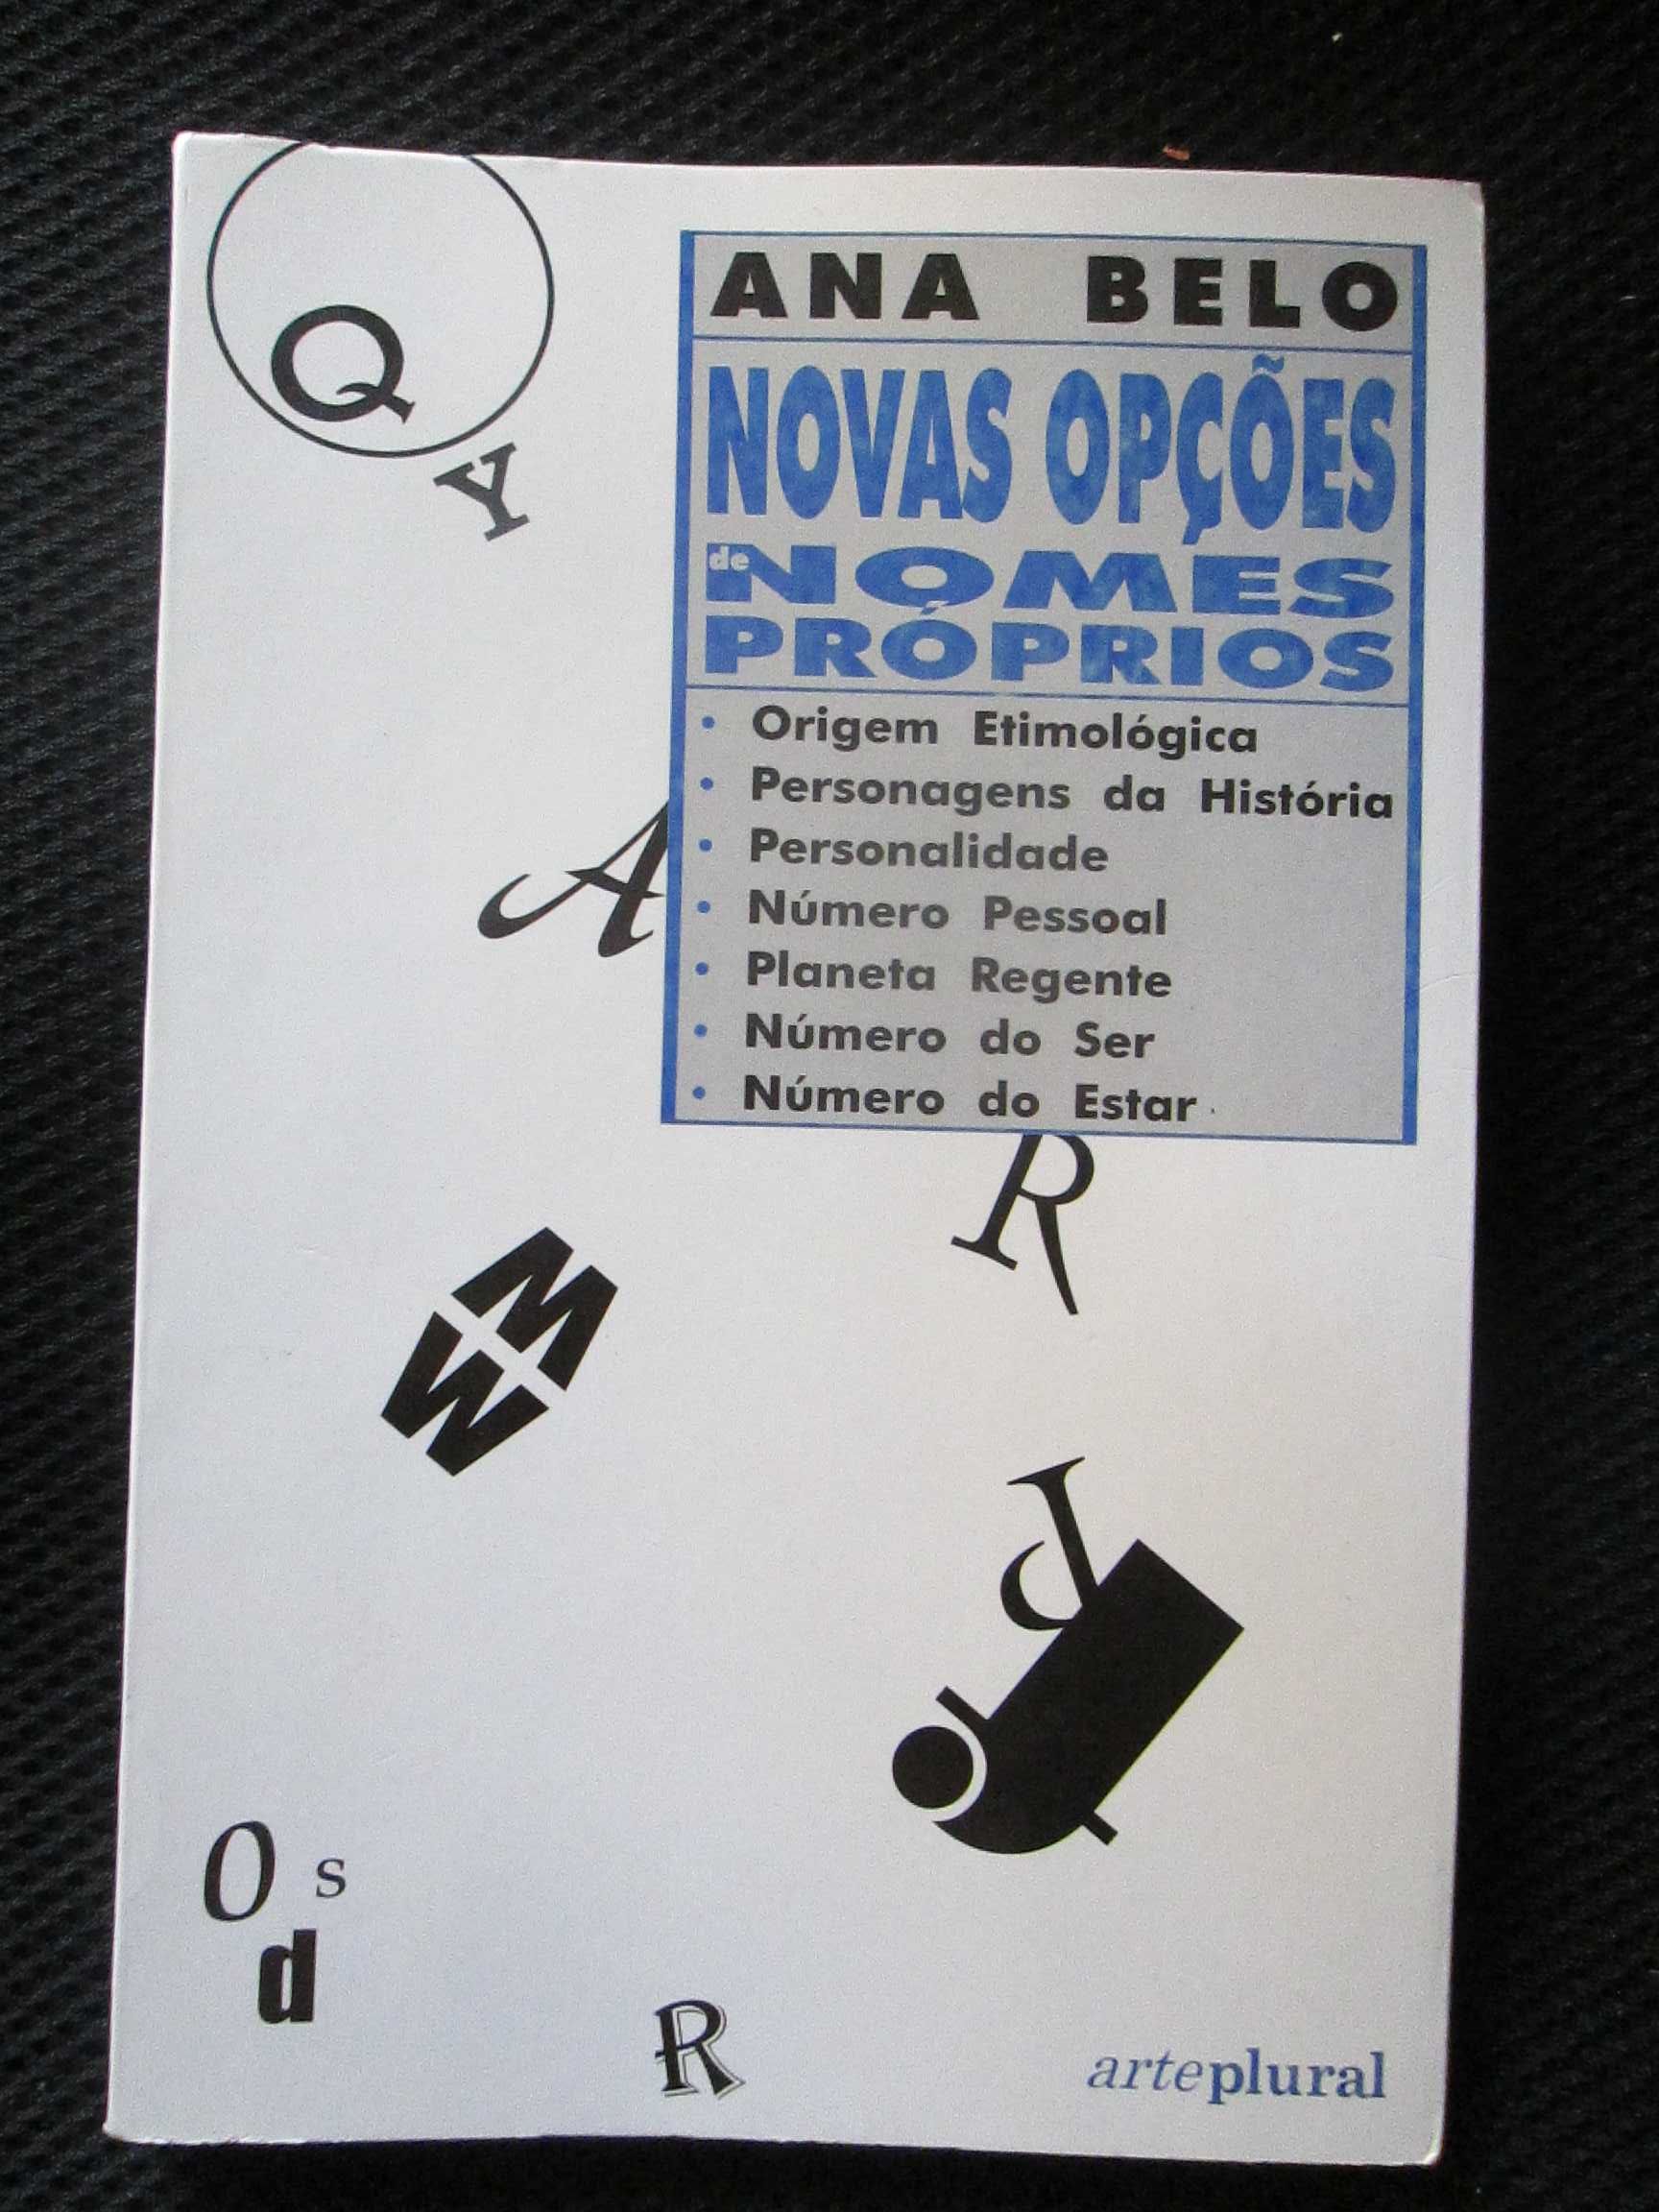 Q
Y
ANA BELO
NOVAS OPÇÕES
de NOMES
PRÓPRIOS
• Origem Etimológica
• Personagens da História
• Personalidade
• Número Pessoal
• Planeta Regente
• Número do Ser
• Número do Estar
A
R
M
W
J
J
O s
d
R
arteplural